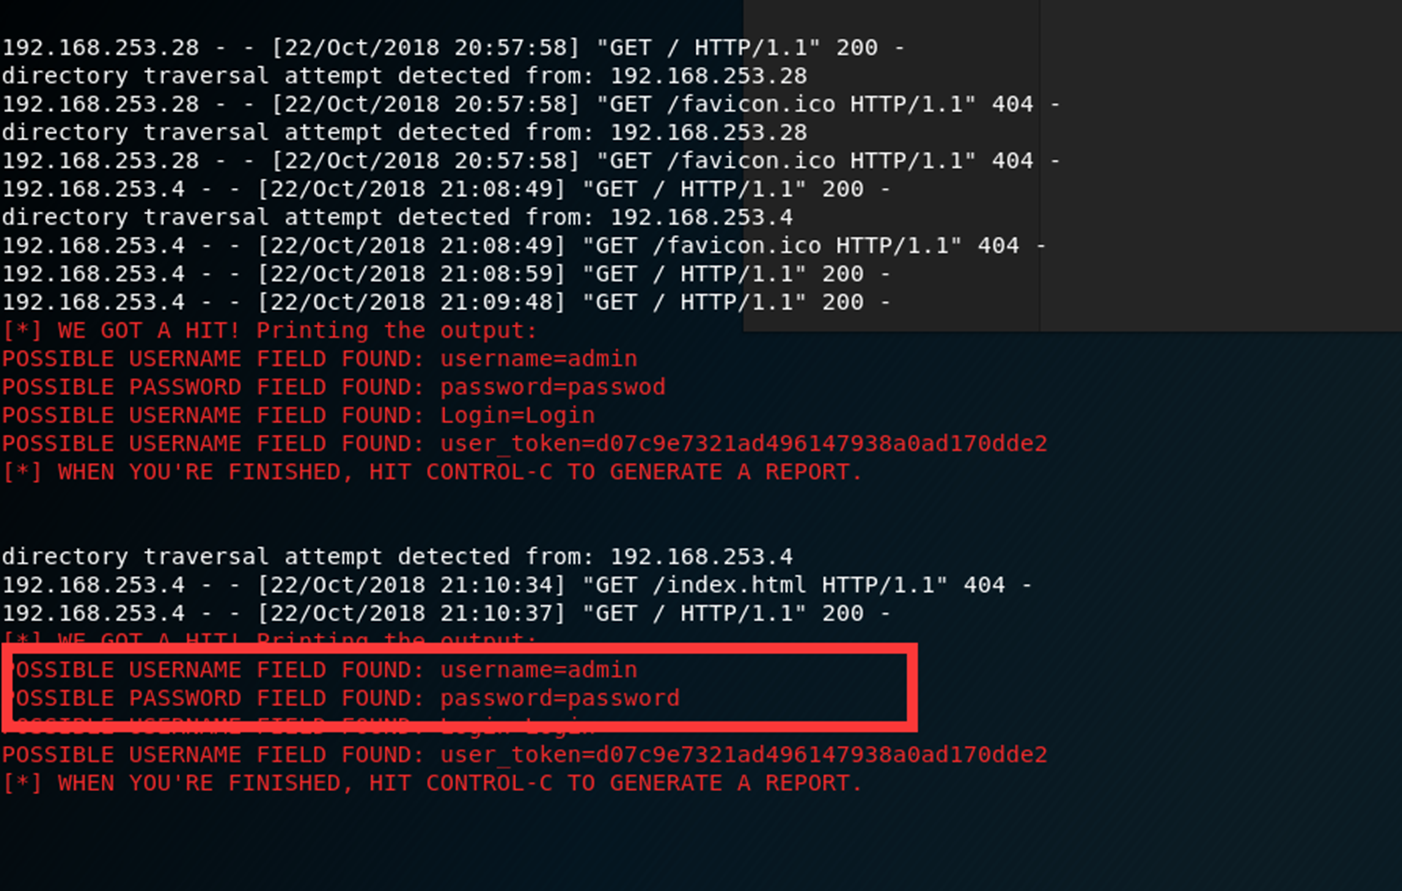 192.168.253.28 - - [22/Oct/2018 20:57:58] "GET / HTTP/1.1" 200 -
directory traversal attempt detected from: 192.168.253.28
192.168.253.28 - - [22/Oct/2018 20:57:58] "GET /favicon.ico HTTP/1.1" 404 -
directory traversal attempt detected from: 192.168.253.28
192.168.253.28 - - [22/Oct/2018 20:57:58] "GET /favicon.ico HTTP/1.1" 404 -
192.168.253.4 - - [22/Oct/2018 21:08:49] "GET / HTTP/1.1" 200 -
directory traversal attempt detected from: 192.168.253.4
192.168.253.4 - - [22/Oct/2018 21:08:49] "GET /favicon.ico HTTP/1.1" 404 -
192.168.253.4 - - [22/Oct/2018 21:08:59] "GET / HTTP/1.1" 200 -
192.168.253.4 - - [22/Oct/2018 21:09:48] "GET / HTTP/1.1" 200 -
[*] WE GOT A HIT! Printing the output:
POSSIBLE USERNAME FIELD FOUND: username=admin
POSSIBLE PASSWORD FIELD FOUND: password=passwod
POSSIBLE USERNAME FIELD FOUND: Login=Login
POSSIBLE USERNAME FIELD FOUND: user_token=d07c9e7321ad496147938a0ad170dde2
[*] WHEN YOU'RE FINISHED, HIT CONTROL-C TO GENERATE A REPORT.
directory traversal attempt detected from: 192.168.253.4
192.168.253.4 - - [22/Oct/2018 21:10:34] "GET /index.html HTTP/1.1" 404 -
192.168.253.4 - - [22/Oct/2018 21:10:37] "GET / HTTP/1.1" 200 -
[*] WE GOT A HIT! Printing the output:
POSSIBLE USERNAME FIELD FOUND: username=admin
POSSIBLE PASSWORD FIELD FOUND: password=password
POSSIBLE USERNAME FIELD FOUND: Login=Login
POSSIBLE USERNAME FIELD FOUND: user_token=d07c9e7321ad496147938a0ad170dde2
[*] WHEN YOU'RE FINISHED, HIT CONTROL-C TO GENERATE A REPORT.